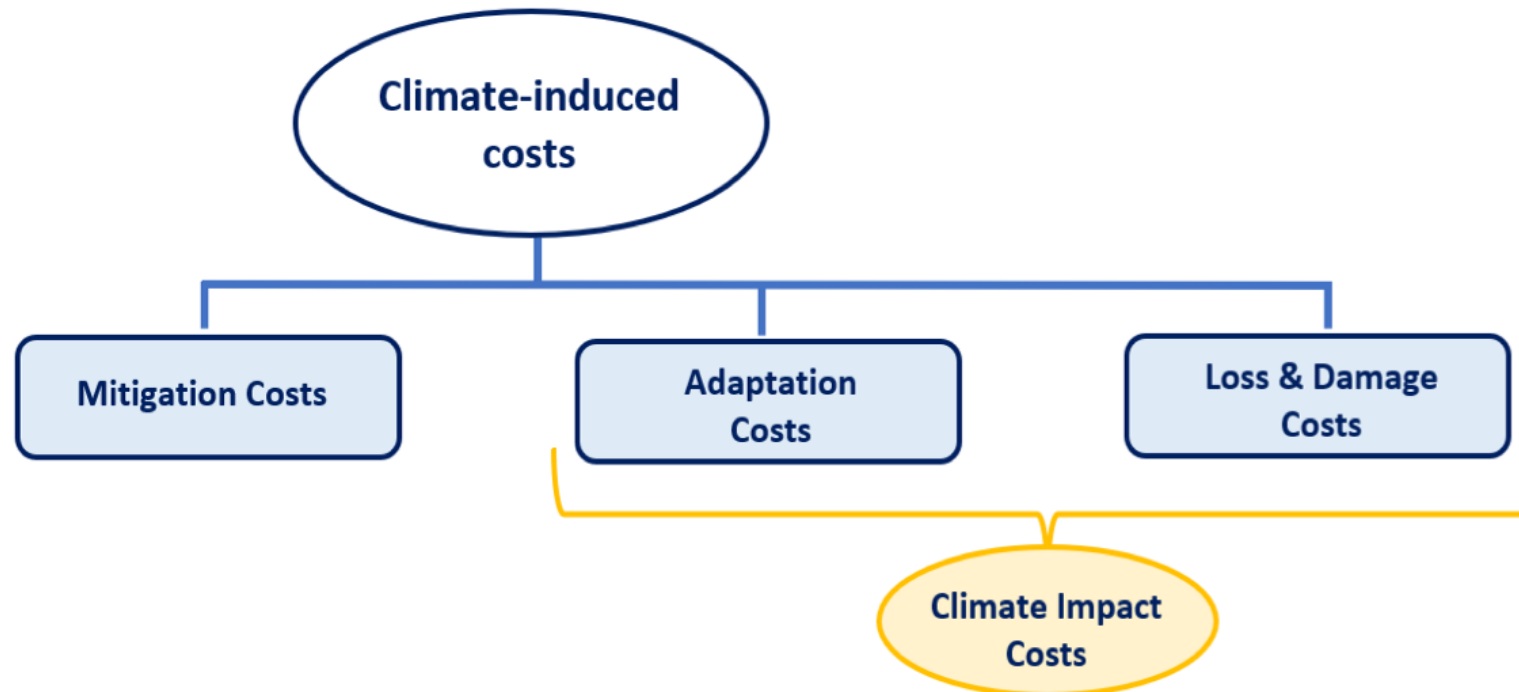 Climate-induced
costs
Mitigation Costs
Adaptation
Costs
Loss & Damage
Costs
Climate Impact
Costs